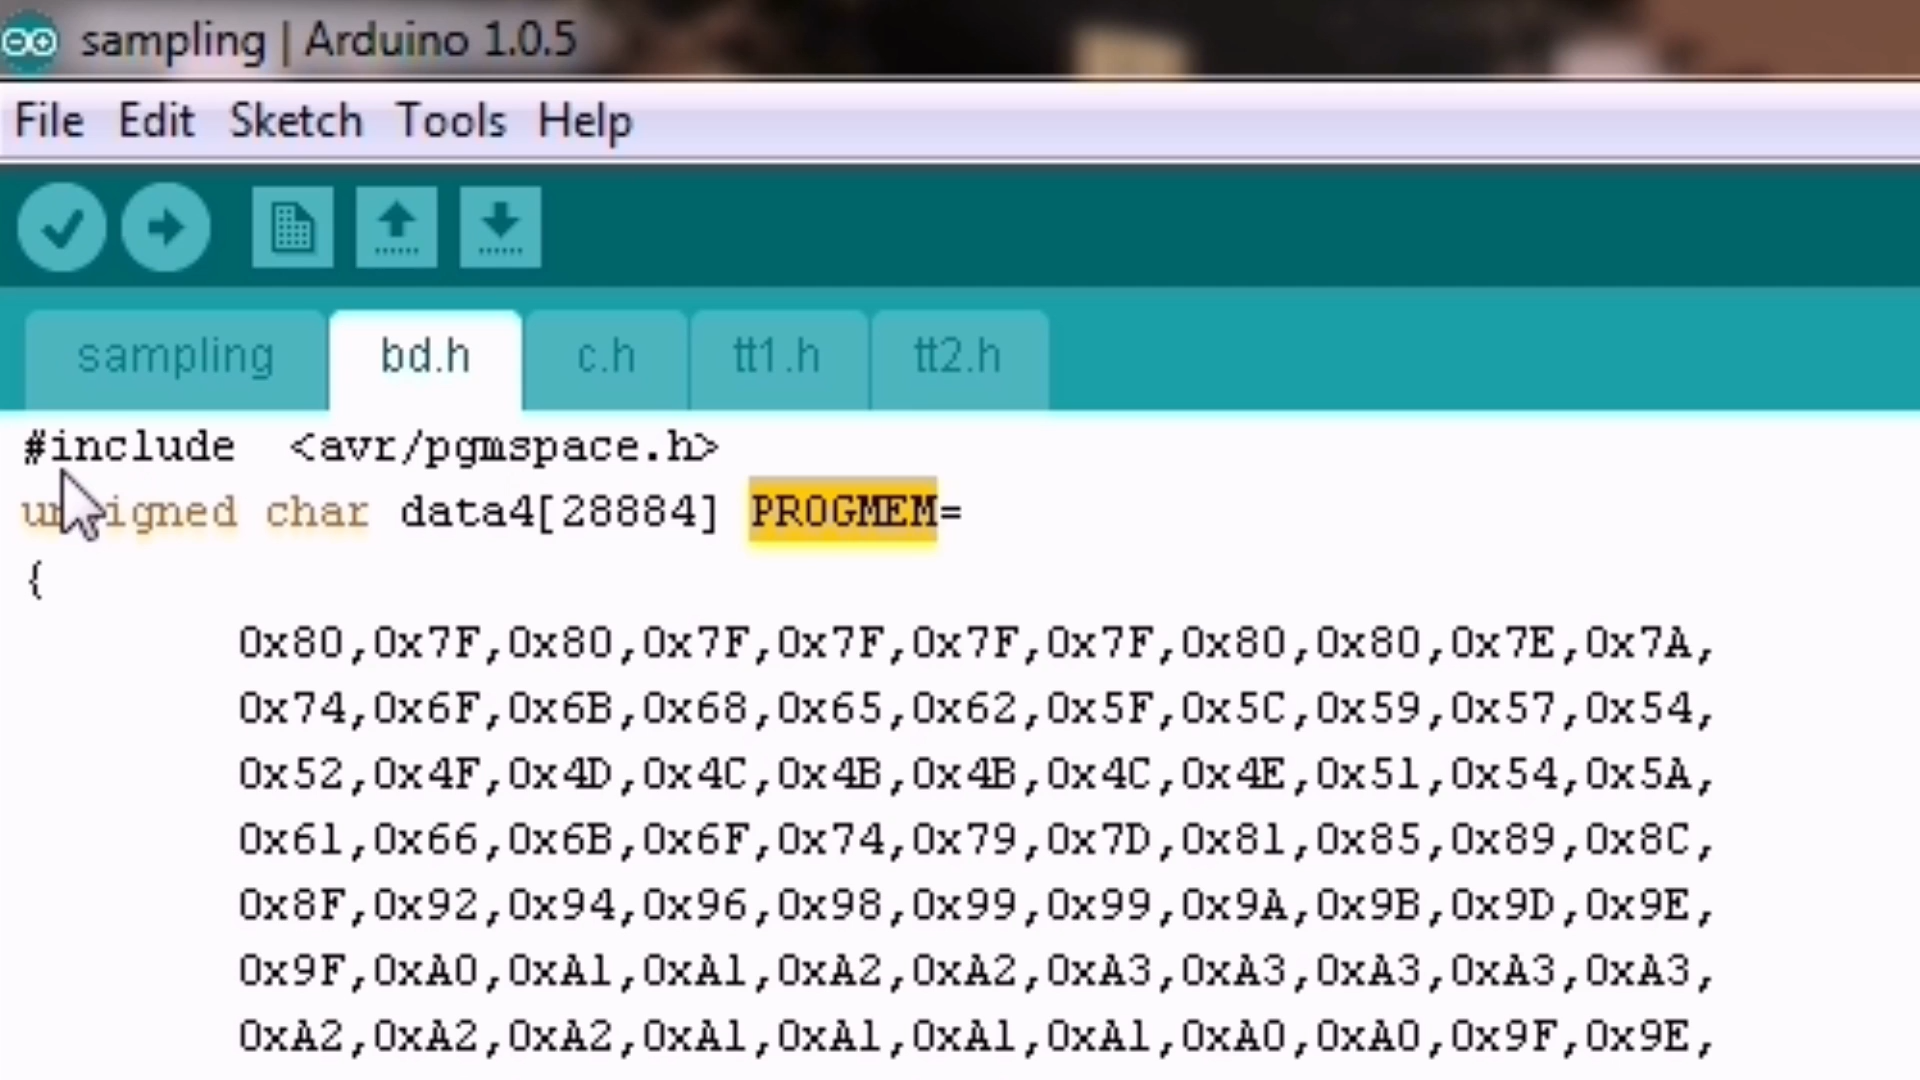 sampling | Arduino 1.0.5
File Edit Sketch Tools Help
sampling bd.h c.h tt1.h tt2.h
#include <avr/pgmspace.h>
unsigned char data4[28884] PROGMEM=
{
0x80,0x7F,0x80,0x7F,0x7F,0x7F,0x7F,0x80,0x80,0x7E,0x7A,
0x74,0x6F,0x6B,0x68,0x65,0x62,0x5F,0x5C,0x59,0x57,0x54,
0x52,0x4F,0x4D,0x4C,0x4B,0x4B,0x4C,0x4E,0x51,0x54,0x5A,
0x61,0x66,0x6B,0x6F,0x74,0x79,0x7D,0x81,0x85,0x89,0x8C,
0x8F,0x92,0x94,0x96,0x98,0x99,0x99,0x9A,0x9B,0x9D,0x9E,
0x9F,0xA0,0xA1,0xA1,0xA2,0xA2,0xA3,0xA3,0xA3,0xA3,0xA3,
0xA2,0xA2,0xA2,0xA1,0xA1,0xA1,0xA1,0xA0,0xA0,0x9F,0x9E,